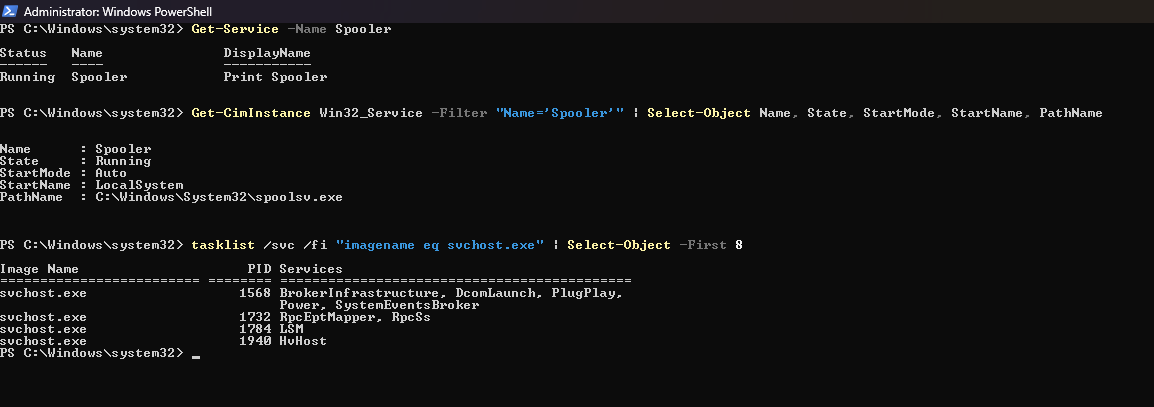 Administrator: Windows PowerShell
PS C:\Windows\system32> Get-Service -Name Spooler
Status   Name               DisplayName
------   ----               -----------
Running  Spooler            Print Spooler
PS C:\Windows\system32> Get-CimInstance Win32_Service -Filter "Name='Spooler'" | Select-Object Name, State, StartMode, StartName, PathName
Name      : Spooler
State     : Running
StartMode : Auto
StartName : LocalSystem
PathName  : C:\Windows\System32\spoolsv.exe
PS C:\Windows\system32> tasklist /svc /fi "imagename eq svchost.exe" | Select-Object -First 8
Image Name                     PID Services
========================= ======== ============================================
svchost.exe                   1568 BrokerInfrastructure, DcomLaunch, PlugPlay,
                                   Power, SystemEventsBroker
svchost.exe                   1732 RpcEptMapper, RpcSs
svchost.exe                   1784 LSM
svchost.exe                   1940 HvHost
PS C:\Windows\system32> _